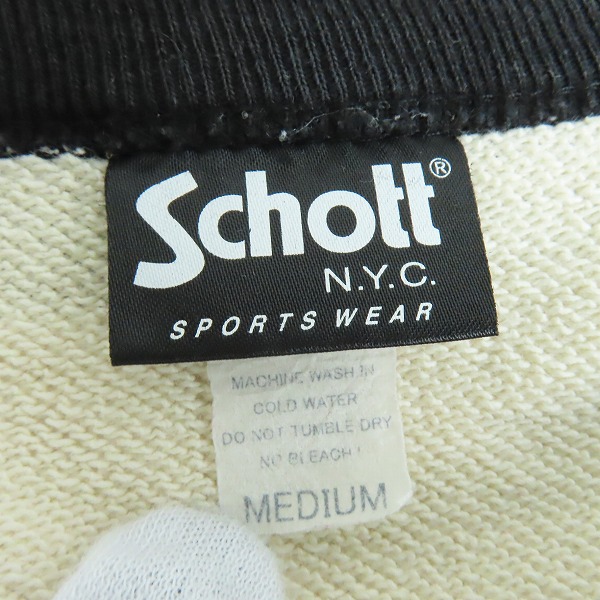 Schott®
N.Y.C.
SPORTS WEAR
MACHINE WASH IN
COLD WATER
DO NOT TUMBLE DRY
NO BLEACH!
MEDIUM